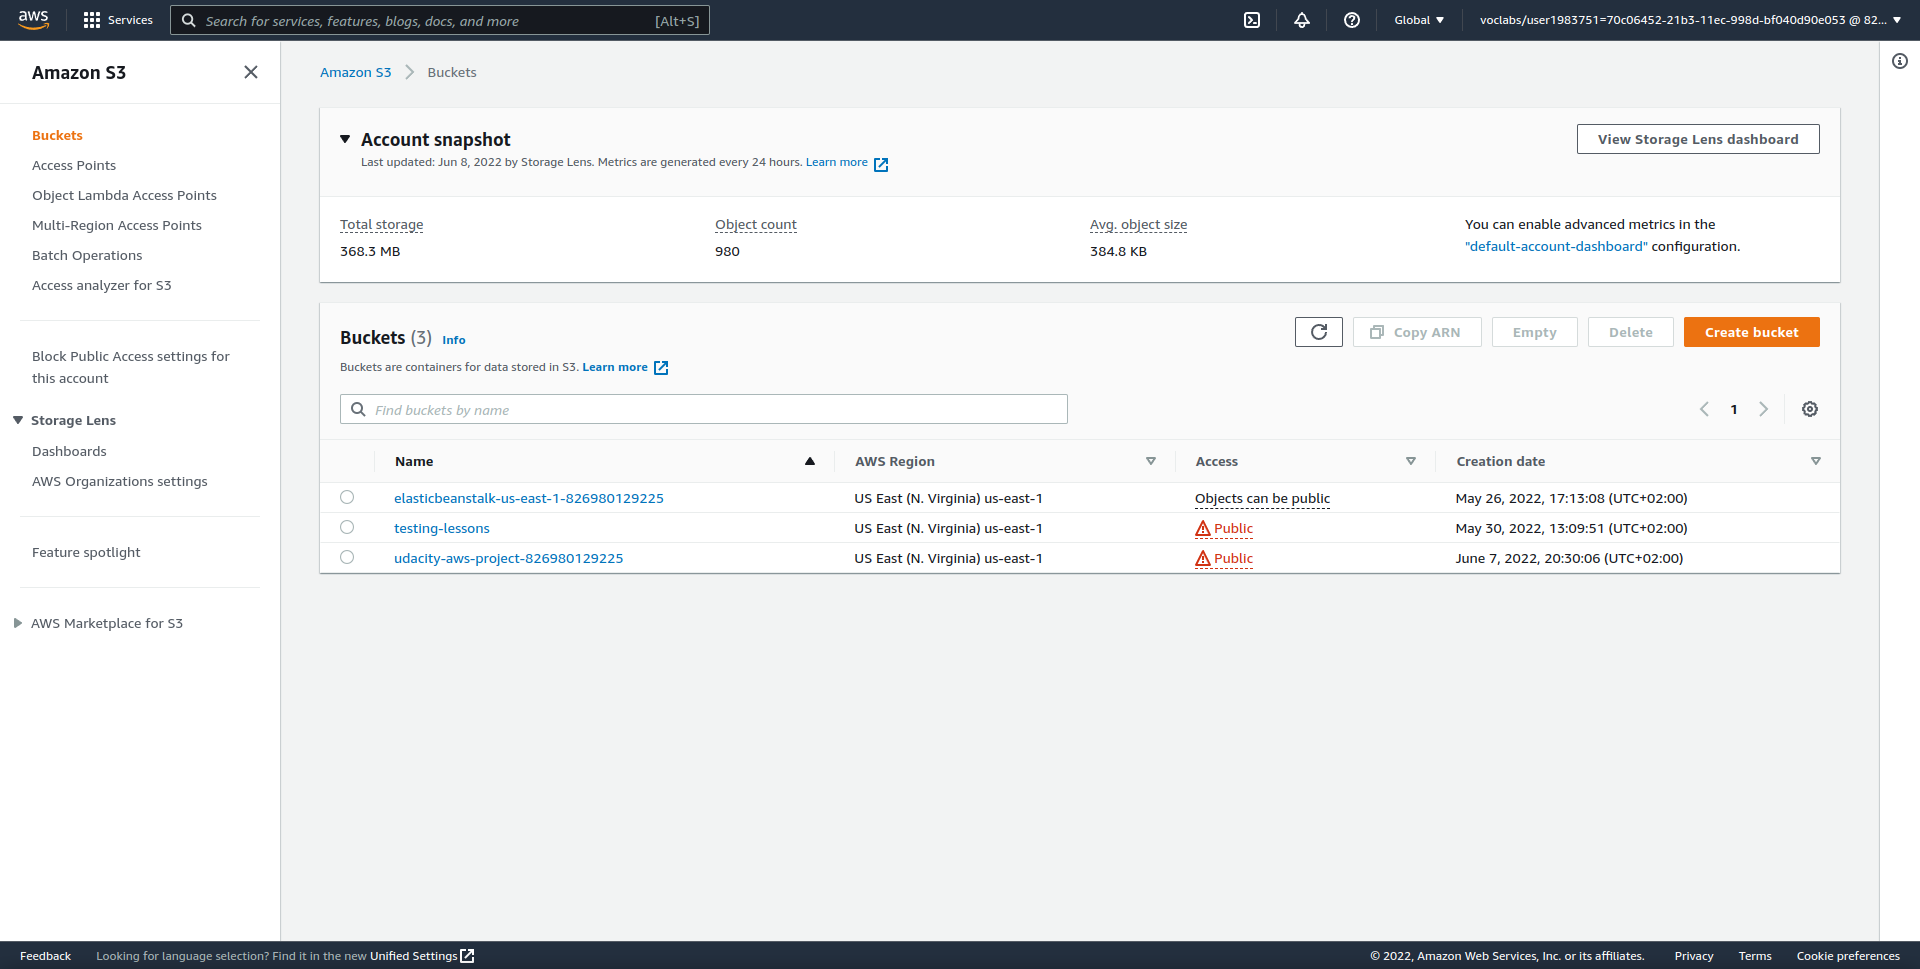 aws
Services
Search for services, features, blogs, docs, and more [Alt+S]
Global
voclabs/user1983751=70c06452-21b3-11ec-998d-bf040d90e053 @ 82...
Amazon S3
Buckets
Access Points
Object Lambda Access Points
Multi-Region Access Points
Batch Operations
Access analyzer for S3
Block Public Access settings for
this account
Storage Lens
Dashboards
AWS Organizations settings
Feature spotlight
AWS Marketplace for S3
Amazon S3 Buckets
Account snapshot
Last updated: Jun 8, 2022 by Storage Lens. Metrics are generated every 24 hours. Learn more
View Storage Lens dashboard
Total storage
368.3 MB
Object count
980
Avg. object size
384.8 KB
You can enable advanced metrics in the
"default-account-dashboard" configuration.
Buckets (3) Info
Buckets are containers for data stored in S3. Learn more
Copy ARN
Empty
Delete
Create bucket
Find buckets by name
1
Name AWS Region Access Creation date
elasticbeanstalk-us-east-1-826980129225 US East (N. Virginia) us-east-1 Objects can be public May 26, 2022, 17:13:08 (UTC+02:00)
testing-lessons US East (N. Virginia) us-east-1 Public May 30, 2022, 13:09:51 (UTC+02:00)
udacity-aws-project-826980129225 US East (N. Virginia) us-east-1 Public June 7, 2022, 20:30:06 (UTC+02:00)
Feedback
Looking for language selection? Find it in the new Unified Settings
© 2022, Amazon Web Services, Inc. or its affiliates.
Privacy
Terms
Cookie preferences